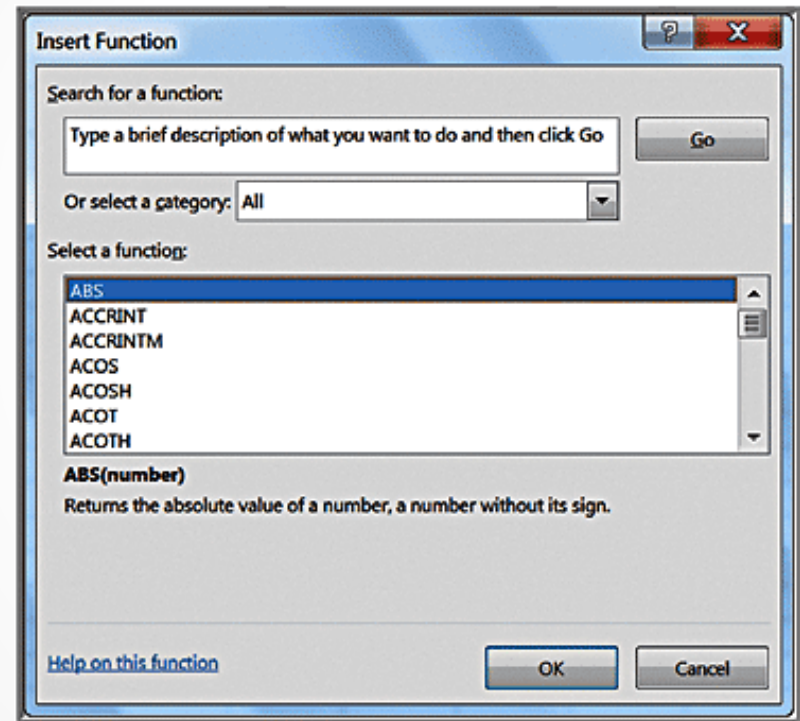 Insert Function
Search for a function:
Type a brief description of what you want to do and then click Go
Go
Or select a category: All
Select a function:
ABS
ACCRINT
ACCRINTM
ACOS
ACOSH
ACOT
ACOTH
ABS(number)
Returns the absolute value of a number, a number without its sign.
Help on this function
OK
Cancel